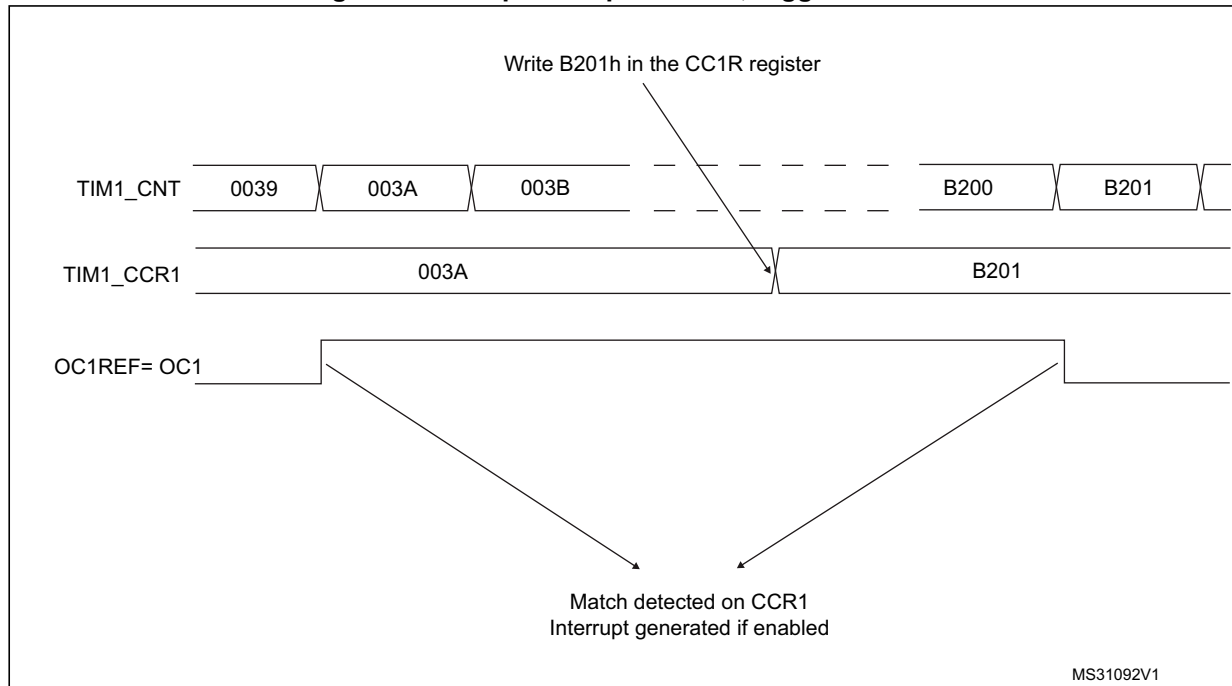 Write B201h in the CC1R register
TIM1_CNT 0039 003A 003B B200 B201
TIM1_CCR1 003A B201
OC1REF= OC1
Match detected on CCR1
Interrupt generated if enabled
MS31092V1